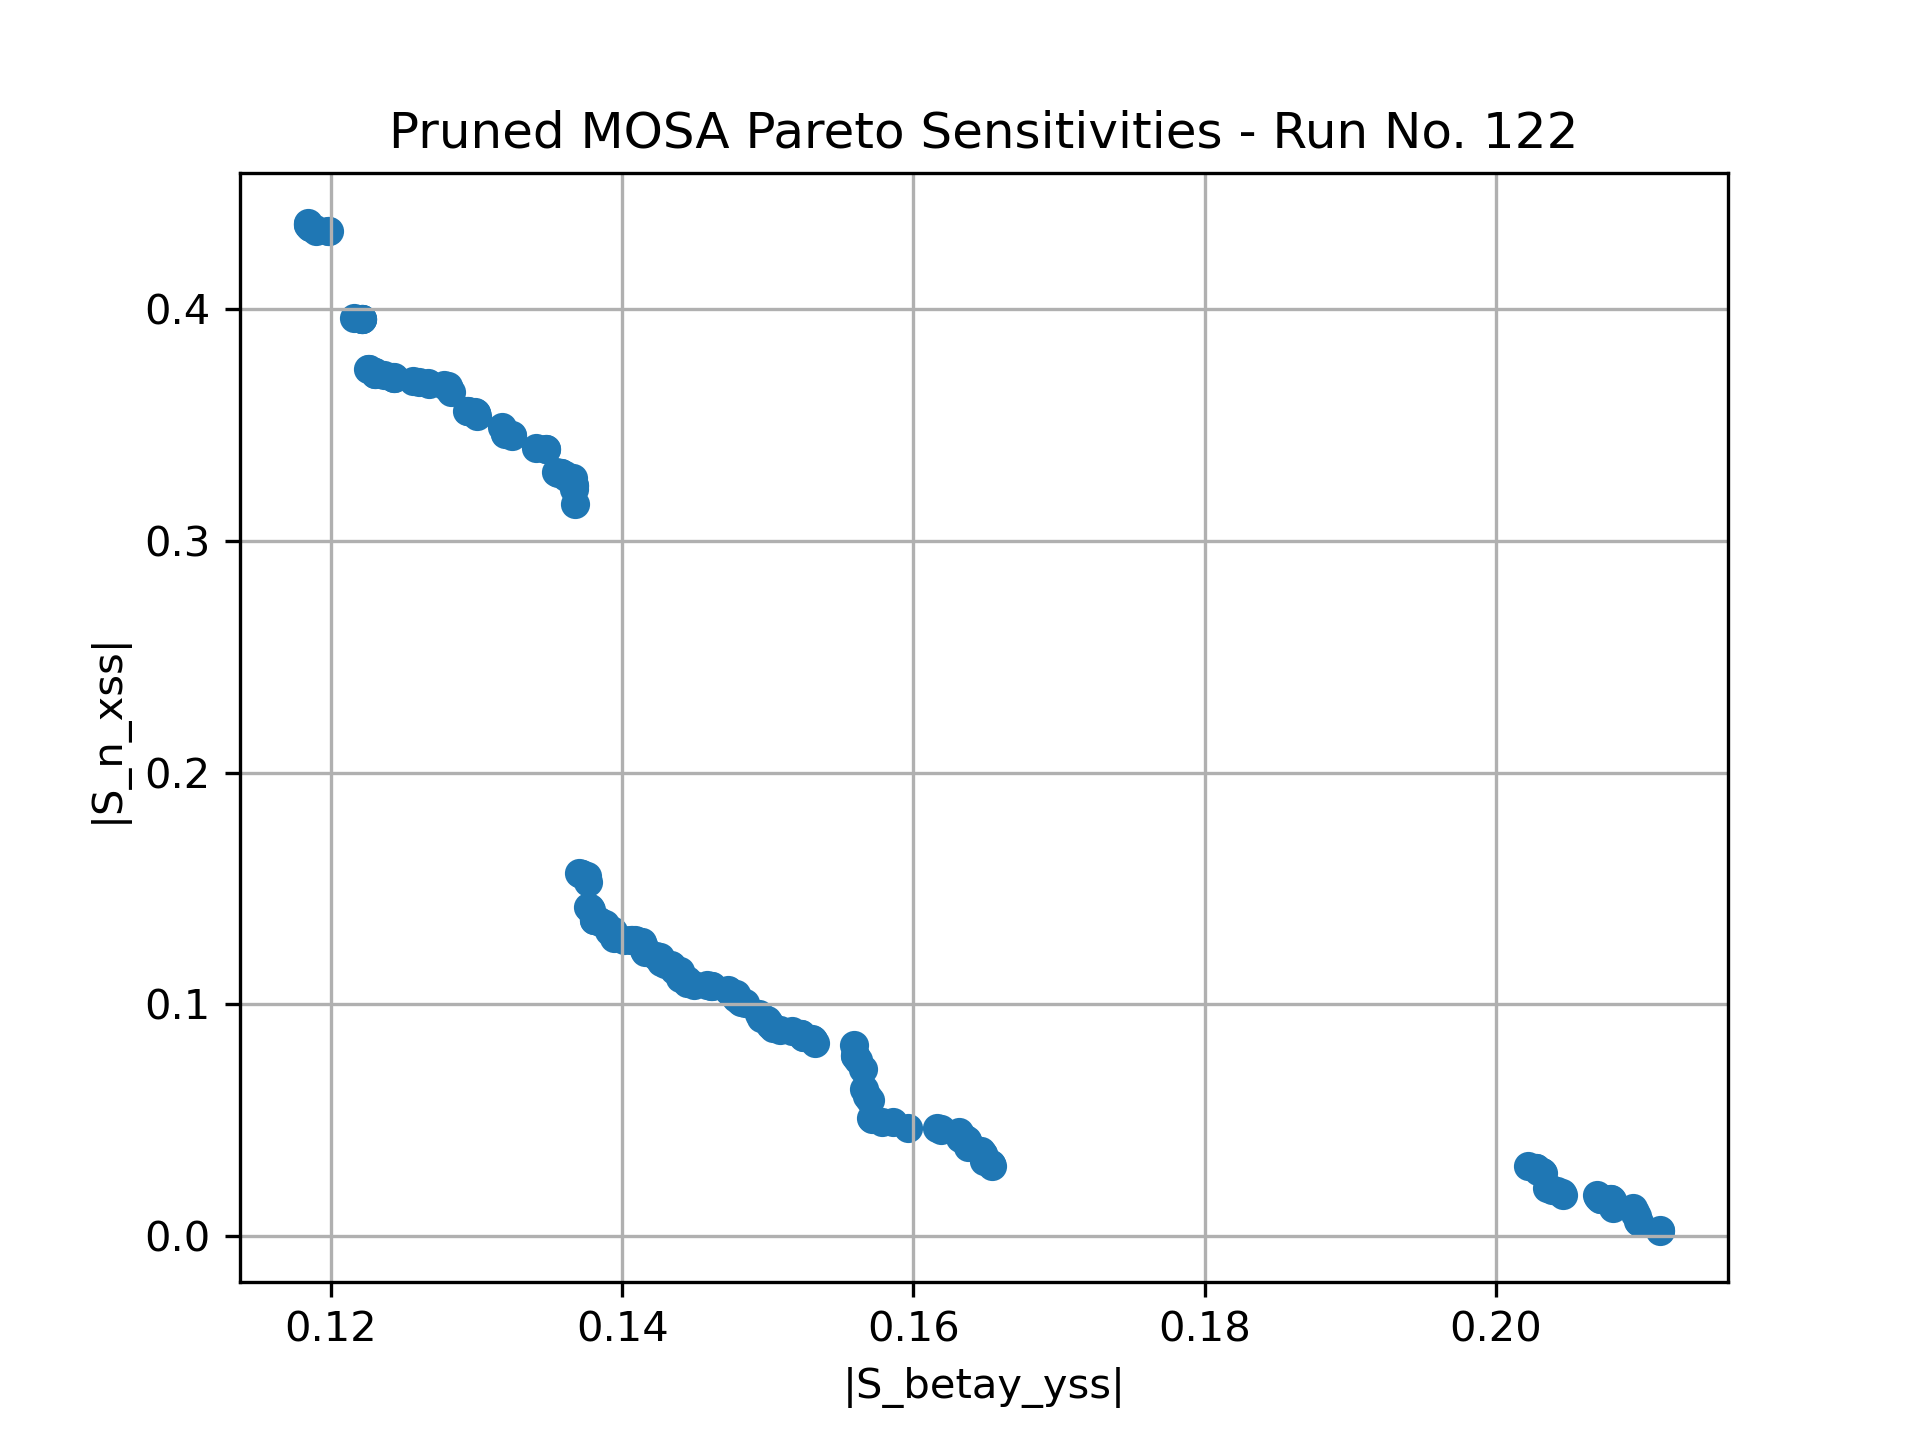 Pruned MOSA Pareto Sensitivities - Run No. 122
|S_n_xss|
0.4
0.3
0.2
0.1
0.0
0.12 0.14 0.16 0.18 0.20
|S_betay_yss|